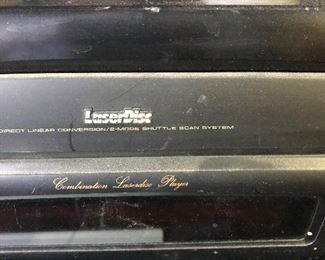 LaserDisc
DIRECT LINEAR CONVERSION/2-MODE SHUTTLE SCAN SYSTEM
Combination Laserdisc Player